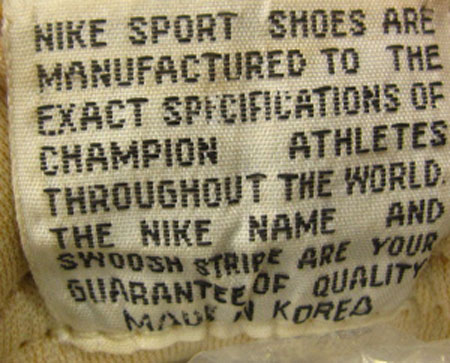 NIKE SPORT SHOES ARE
MANUFACTURED TO THE
EXACT SPECIFICATIONS OF
CHAMPION ATHLETES
THROUGHOUT THE WORLD.
THE NIKE NAME AND
SWOOSH STRIPE ARE YOUR
GUARANTEE OF QUALITY
MADE IN KOREA